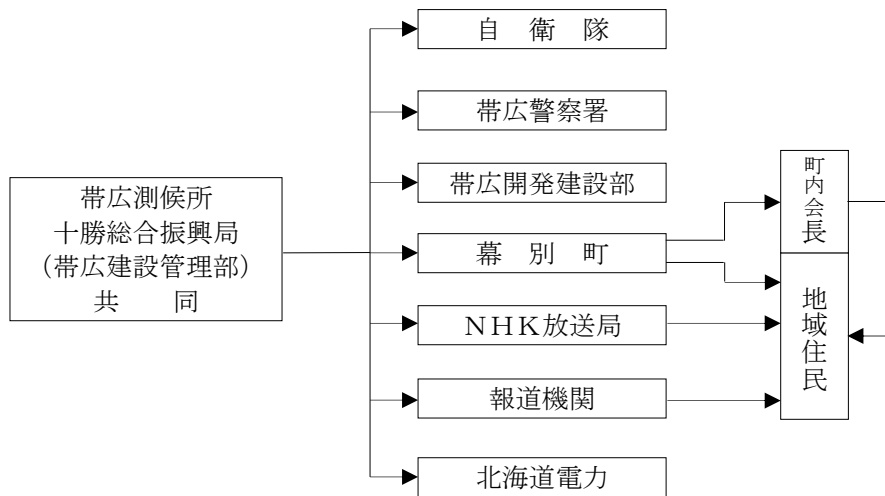 帯広測候所
十勝総合振興局
（帯広建設管理部）
共　　同
自　衛　隊
帯広警察署
帯広開発建設部
幕　別　町
ＮＨＫ放送局
報道機関
北海道電力
町内会長
地域住民